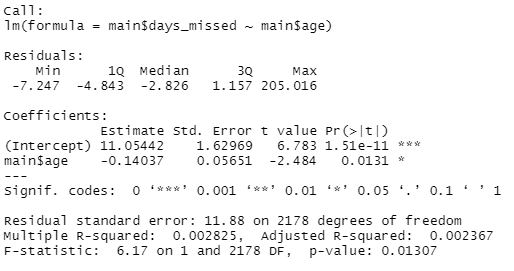 Call:
lm(formula = main$days_missed ~ main$age)
Residuals:
Min 1Q Median 3Q Max
-7.247 -4.843 -2.826 1.157 205.016
Coefficients:
Estimate Std. Error t value Pr(>|t|)
(Intercept) 11.05442 1.62969 6.783 1.51e-11 ***
main$age -0.14037 0.05651 -2.484 0.0131 *
---
Signif. codes: 0 ‘***’ 0.001 ‘**’ 0.01 ‘*’ 0.05 ‘.’ 0.1 ‘ ’ 1
Residual standard error: 11.88 on 2178 degrees of freedom
Multiple R-squared: 0.002825, Adjusted R-squared: 0.002367
F-statistic: 6.17 on 1 and 2178 DF, p-value: 0.01307